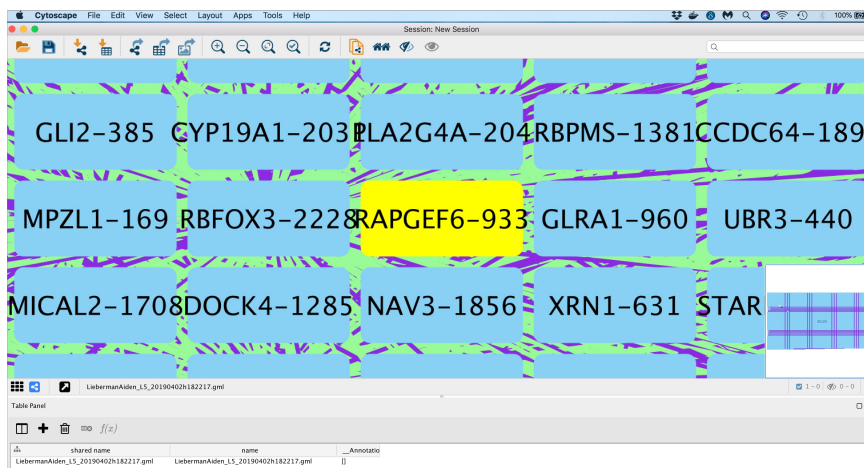 Cytoscape File Edit View Select Layout Apps Tools Help 100%
Session: New Session
GLI2-385 CYP19A1-2031 PLA2G4A-204 RBPMS-1381 CCDC64-189
MPZL1-169 RBFOX3-2228 RAPGEF6-933 GLRA1-960 UBR3-440
MICAL2-1708 DOCK4-1285 NAV3-1856 XRN1-631 STAR
LiebermanAiden_L5_20190402h182217.gml 1 - 0 0 - 0
Table Panel
f(x)
shared name name __Annotatio
LiebermanAiden_L5_20190402h182217.gml LiebermanAiden_L5_20190402h182217.gml []